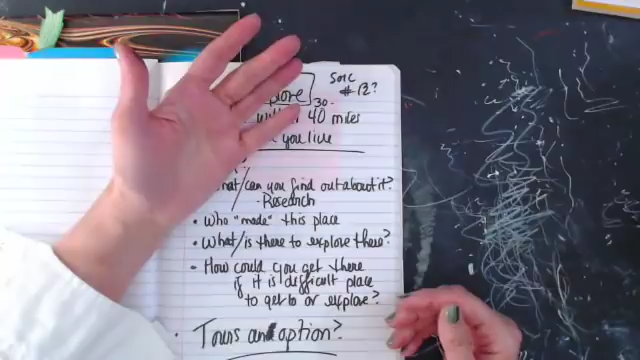 SOTC
# 12?
30-
40 miles
you live
can you find out about it?
- Research
• Who "made" this place
• What/is there to explore there?
• How could you get there
if it is difficult place
to get to or explore?
• Tours an option?